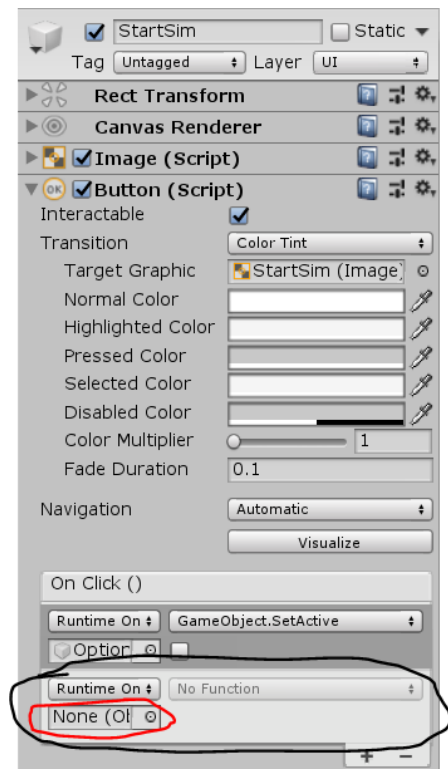 StartSim Static
Tag Untagged Layer UI
Rect Transform
Canvas Renderer
Image (Script)
OK Button (Script)
Interactable
Transition Color Tint
Target Graphic StartSim (Image)
Normal Color
Highlighted Color
Pressed Color
Selected Color
Disabled Color
Color Multiplier 1
Fade Duration 0.1
Navigation Automatic
Visualize
On Click ()
Runtime On GameObject.SetActive
Option
Runtime On No Function
None (Ob
+ −